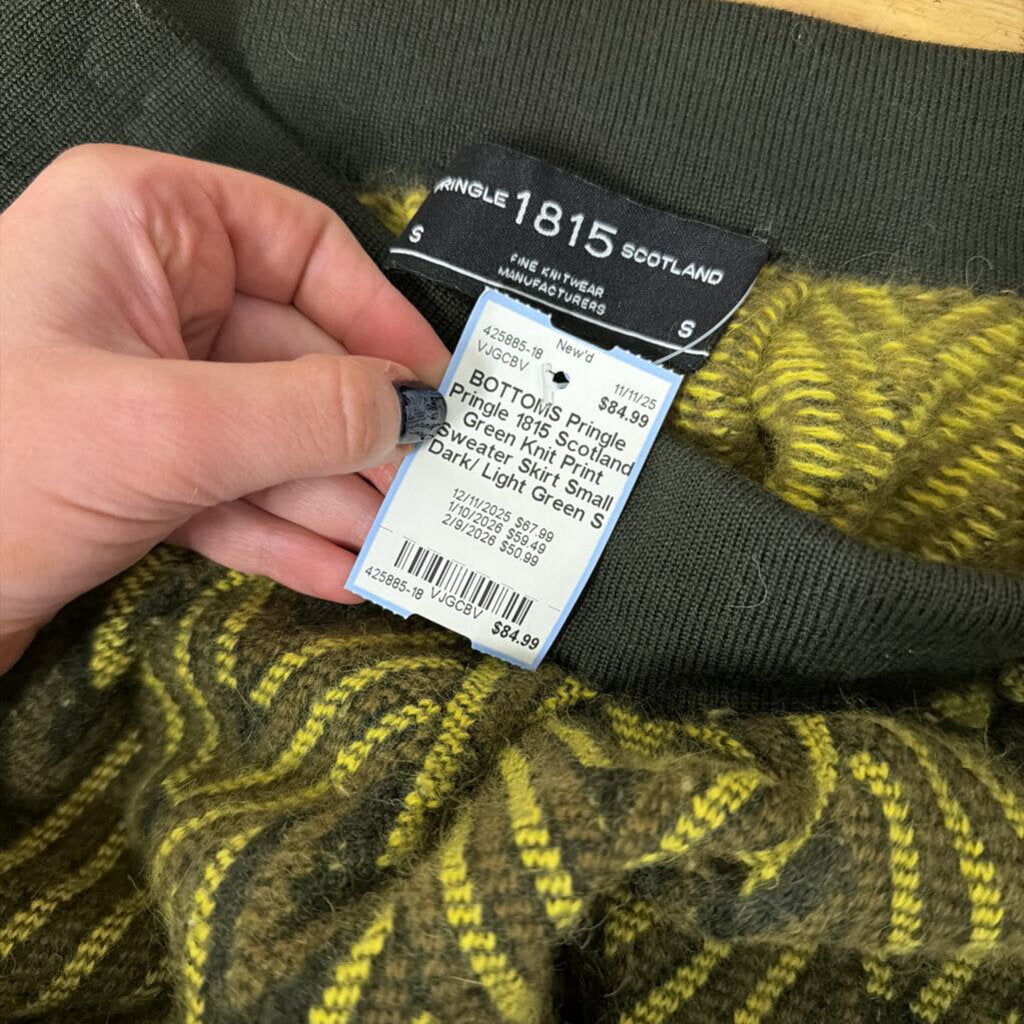 PRINGLE 1815 SCOTLAND
S
FINE KNITWEAR
MANUFACTURERS
S
425885-18 New'd 11/11/25
VJGCBV $84.99
BOTTOMS Pringle
Pringle 1815 Scotland
Green Knit Print
Sweater Skirt Small
Dark/ Light Green S
12/11/2025 $67.99
1/10/2026 $59.49
2/9/2026 $50.99
425885-18 VJGCBV $84.99